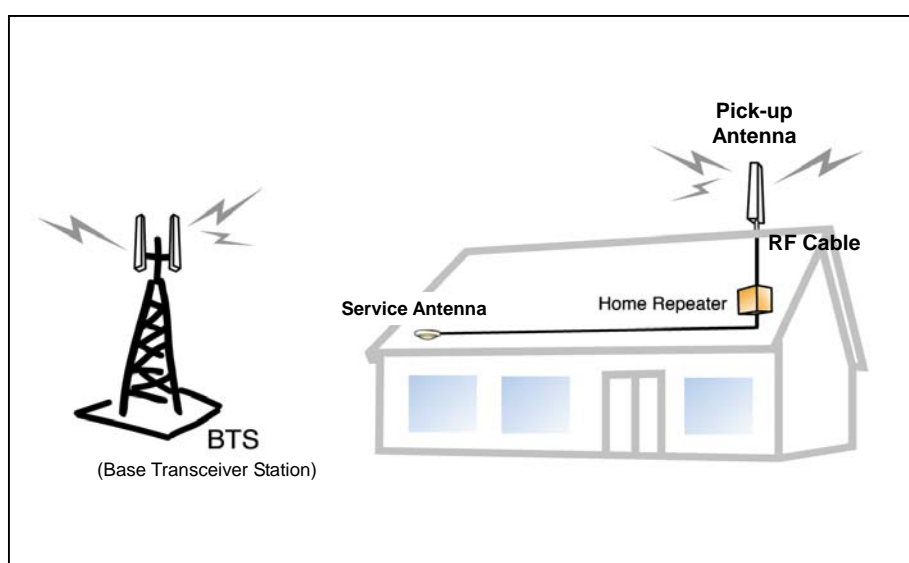 Pick-up
Antenna
RF Cable
Home Repeater
Service Antenna
BTS
(Base Transceiver Station)